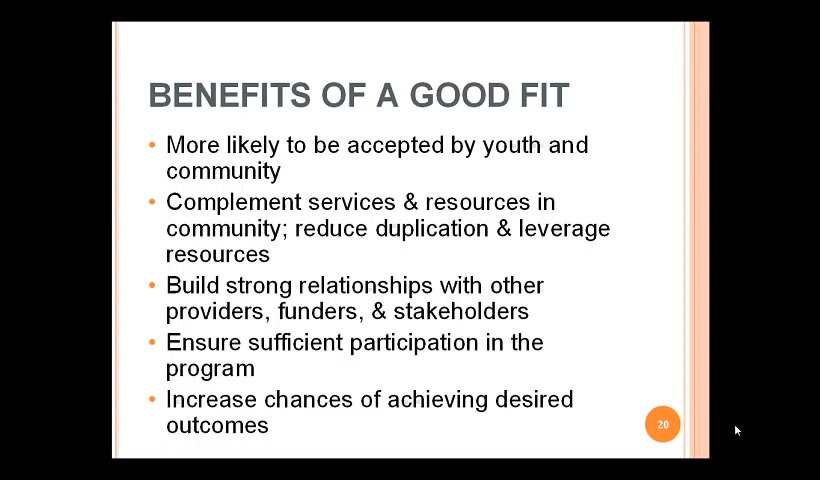 BENEFITS OF A GOOD FIT
• More likely to be accepted by youth and
community
• Complement services & resources in
community; reduce duplication & leverage
resources
• Build strong relationships with other
providers, funders, & stakeholders
• Ensure sufficient participation in the
program
• Increase chances of achieving desired
outcomes
20